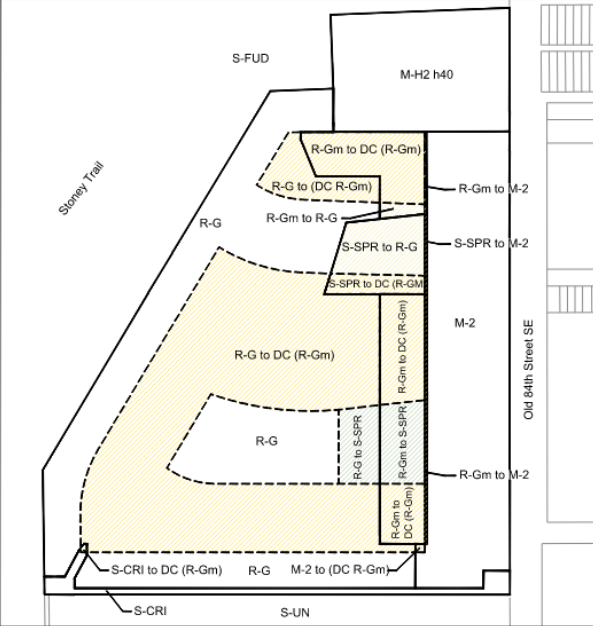 S-FUD
M-H2 h40
R-Gm to DC (R-Gm)
Stoney Trail
R-G to (DC R-Gm)
R-Gm to M-2
R-Gm to R-G
R-G
S-SPR to R-G
S-SPR to M-2
S-SPR to DC (R-GM
M-2
R-G to DC (R-Gm)
R-Gm to DC (R-Gm)
Old 84th Street SE
R-G
R-G to S-SPR
R-Gm to S-SPR
R-Gm to M-2
R-Gm to
DC (R-Gm)
S-CRI to DC (R-Gm)
R-G
M-2 to (DC R-Gm)
S-CRI
S-UN